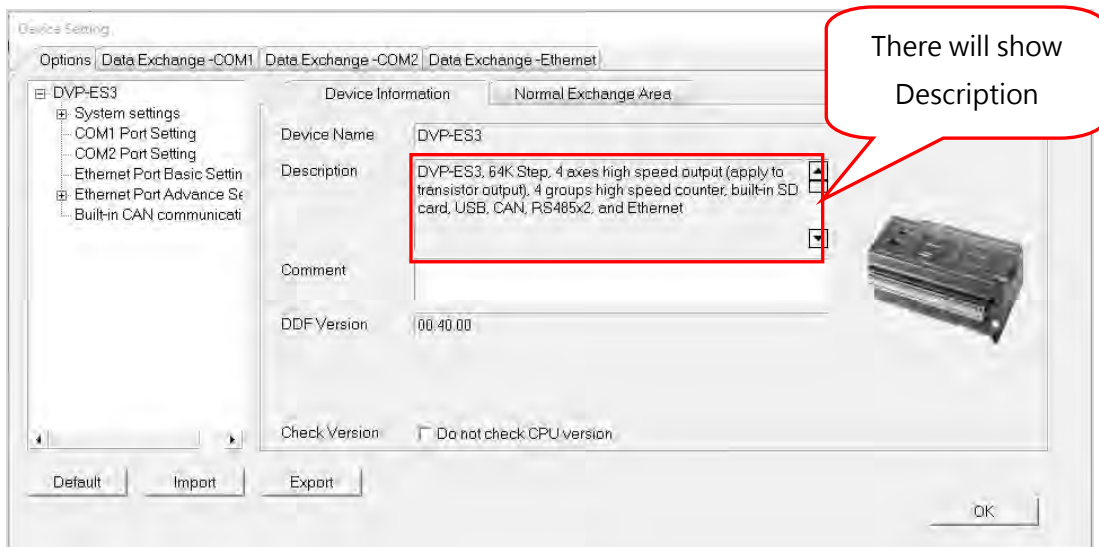 Device Setting
There will show
Description
Options Data Exchange -COM1 Data Exchange -COM2 Data Exchange -Ethernet
DVP-ES3
System settings
COM1 Port Setting
COM2 Port Setting
Ethernet Port Basic Settin
Ethernet Port Advance Se
Built-in CAN communicati
Device Information Normal Exchange Area
Device Name DVP-ES3
Description DVP-ES3, 64K Step, 4 axes high speed output (apply to
transistor output), 4 groups high speed counter, built-in SD
card, USB, CAN, RS485x2, and Ethernet
Comment
DDF Version 00.40.00
Check Version Do not check CPU version
Default Import Export
OK